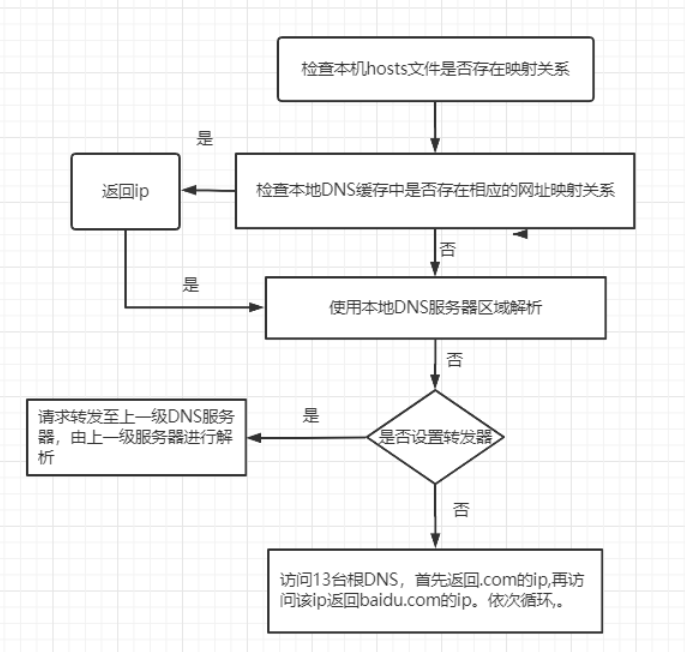 检查本机hosts文件是否存在映射关系
是
返回ip
检查本地DNS缓存中是否存在相应的网址映射关系
否
是
使用本地DNS服务器区域解析
否
请求转发至上一级DNS服务
器，由上一级服务器进行解
析
是
是否设置转发器
否
访问13台根DNS，首先返回.com的ip,再访
问该ip返回baidu.com的ip。依次循环,。